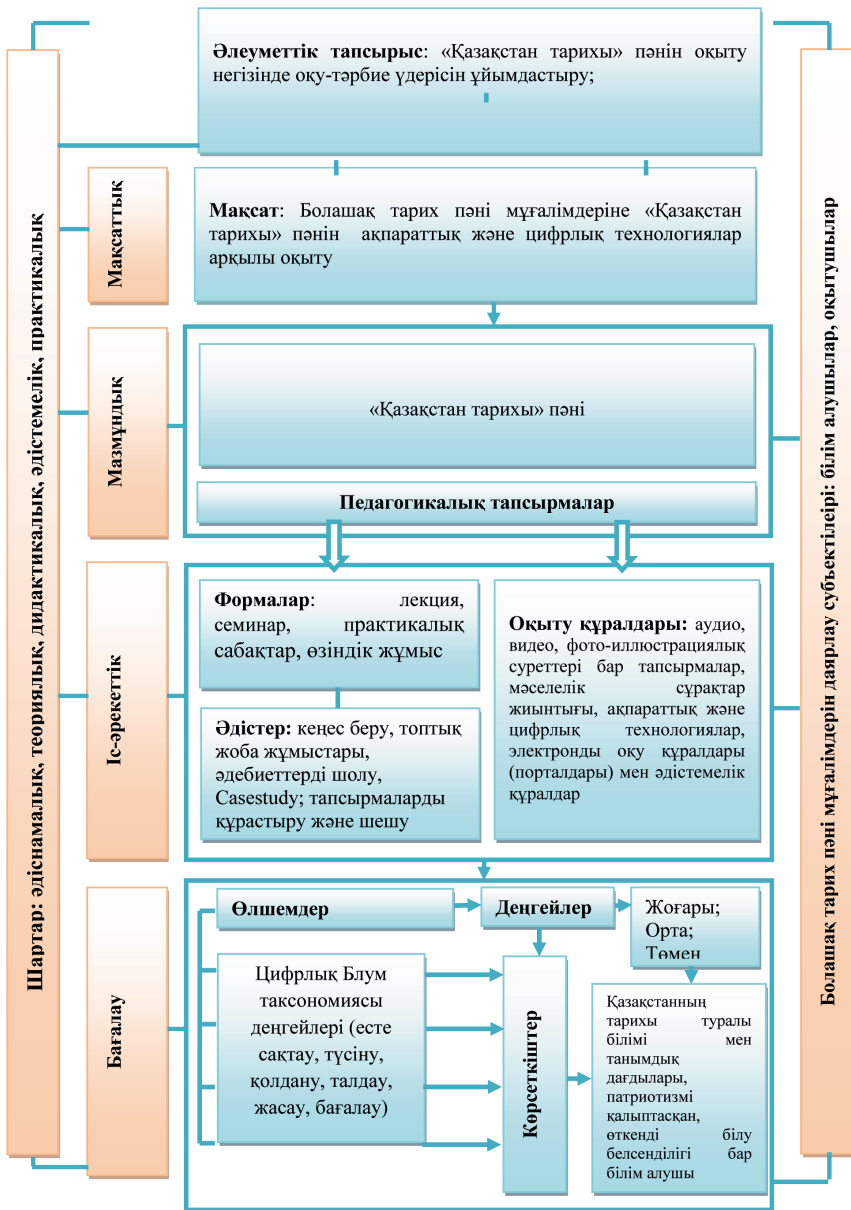 Әлеуметтік тапсырыс: «Қазақстан тарихы» пәнін оқыту
негізінде оқу-тәрбие үдерісін ұйымдастыру;
Шартар: әдіснамалық, теориялық, дидактикалық, әдістемелік, практикалық
Мақсаттық
Мақсат: Болашақ тарих пәні мұғалімдеріне «Қазақстан
тарихы» пәнін ақпараттық және цифрлық технологиялар
арқылы оқыту
Мазмұндық
«Қазақстан тарихы» пәні
Педагогикалық тапсырмалар
Іс-әрекеттік
Формалар: лекция,
семинар, практикалық
сабақтар, өзіндік жұмыс
Әдістер: кеңес беру, топтық
жоба жұмыстары,
әдебиеттерді шолу,
Casestudy; тапсырмаларды
құрастыру және шешу
Оқыту құралдары: аудио,
видео, фото-иллюстрациялық
суреттері бар тапсырмалар,
мәселелік сұрақтар
жиынтығы, ақпараттық және
цифрлық технологиялар,
электронды оқу құралдары
(порталдары) мен әдістемелік
құралдар
Бағалау
Өлшемдер
Деңгейлер
Жоғары;
Орта;
Төмен
Цифрлық Блум
таксономиясы
деңгейлері (есте
сақтау, түсіну,
қолдану, талдау,
жасау, бағалау)
Көрсеткіштер
Қазақстанның
тарихы туралы
білімі мен
танымдық
дағдылары,
патриотизмі
қалыптасқан,
өткенді білу
белсенділігі бар
білім алушы
Болашақ тарих пәні мұғалімдерін даярлау субъектілеірі: білім алушылар, оқытушылар